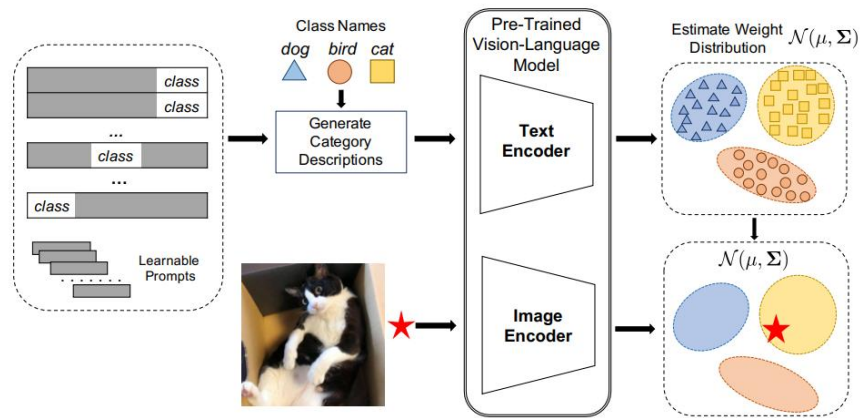 class
class
...
class
...
class
Learnable
Prompts
. . . . . . .
Class Names
dog bird cat
Generate
Category
Descriptions
Pre-Trained
Vision-Language
Model
Text
Encoder
Image
Encoder
Estimate Weight
Distribution
𝒩(μ, Σ)
𝒩(μ, Σ)